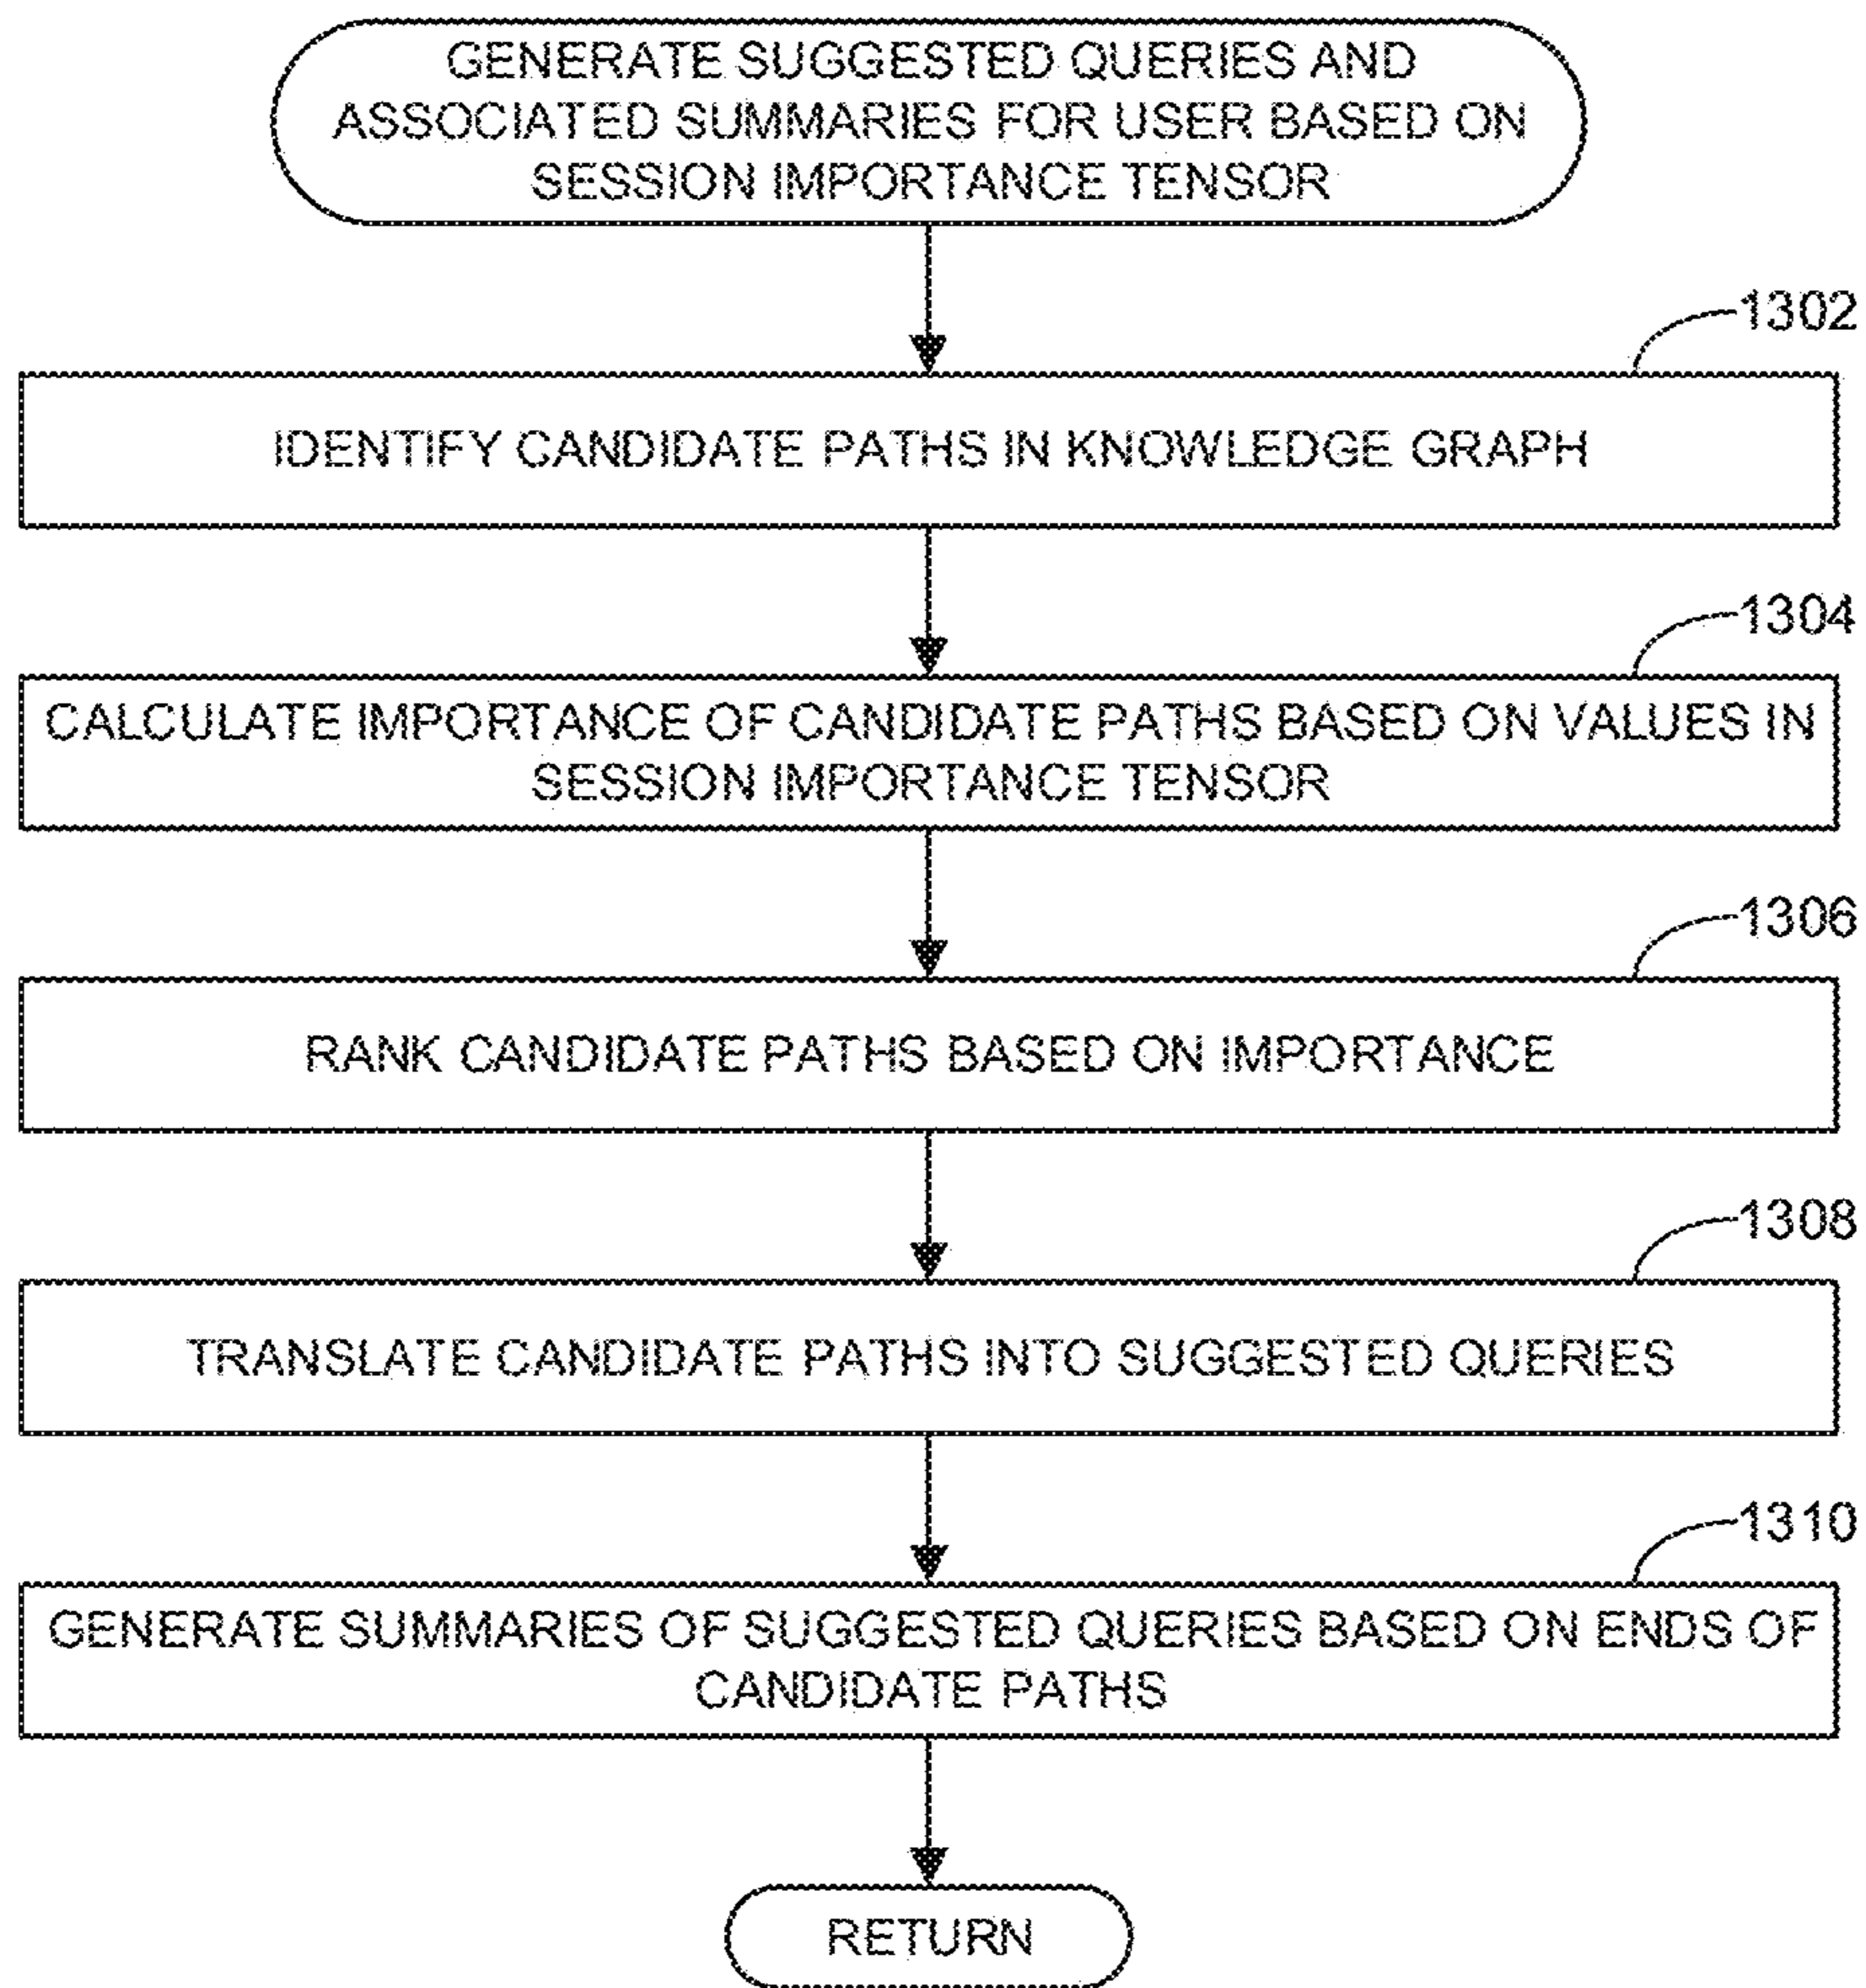 GENERATE SUGGESTED QUERIES AND
ASSOCIATED SUMMARIES FOR USER BASED ON
SESSION IMPORTANCE TENSOR
1302
IDENTIFY CANDIDATE PATHS IN KNOWLEDGE GRAPH
1304
CALCULATE IMPORTANCE OF CANDIDATE PATHS BASED ON VALUES IN
SESSION IMPORTANCE TENSOR
1306
RANK CANDIDATE PATHS BASED ON IMPORTANCE
1308
TRANSLATE CANDIDATE PATHS INTO SUGGESTED QUERIES
1310
GENERATE SUMMARIES OF SUGGESTED QUERIES BASED ON ENDS OF
CANDIDATE PATHS
RETURN